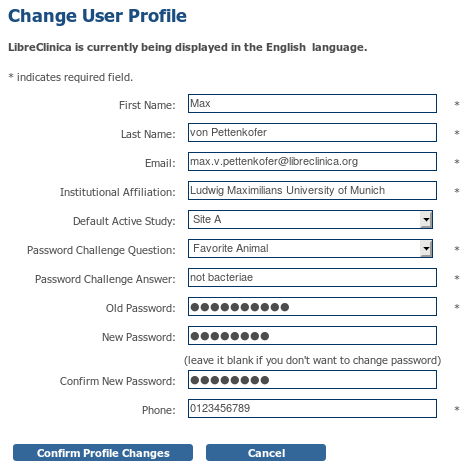 Change User Profile
LibreClinica is currently being displayed in the English language.
* indicates required field.
First Name: Max *
Last Name: von Pettenkofer *
Email: max.v.pettenkofer@libreclinica.org *
Institutional Affiliation: Ludwig Maximilians University of Munich *
Default Active Study: Site A
Password Challenge Question: Favorite Animal *
Password Challenge Answer: not bacteriae *
Old Password: ●●●●●●●●●● *
New Password: ●●●●●●●●
(leave it blank if you don't want to change password)
Confirm New Password: ●●●●●●●●
Phone: 0123456789 *
Confirm Profile Changes Cancel